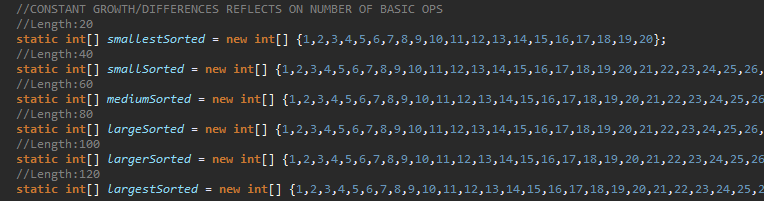 //CONSTANT GROWTH/DIFFERENCES REFLECTS ON NUMBER OF BASIC OPS
//Length:20
static int[] smallestSorted = new int[] {1,2,3,4,5,6,7,8,9,10,11,12,13,14,15,16,17,18,19,20};
//Length:40
static int[] smallSorted = new int[] {1,2,3,4,5,6,7,8,9,10,11,12,13,14,15,16,17,18,19,20,21,22,23,24,25,26,
//Length:60
static int[] mediumSorted = new int[] {1,2,3,4,5,6,7,8,9,10,11,12,13,14,15,16,17,18,19,20,21,22,23,24,25,26
//Length:80
static int[] largeSorted = new int[] {1,2,3,4,5,6,7,8,9,10,11,12,13,14,15,16,17,18,19,20,21,22,23,24,25,26,
//Length:100
static int[] largerSorted = new int[] {1,2,3,4,5,6,7,8,9,10,11,12,13,14,15,16,17,18,19,20,21,22,23,24,25,26
//Length:120
static int[] largestSorted = new int[] {1,2,3,4,5,6,7,8,9,10,11,12,13,14,15,16,17,18,19,20,21,22,23,24,25,2